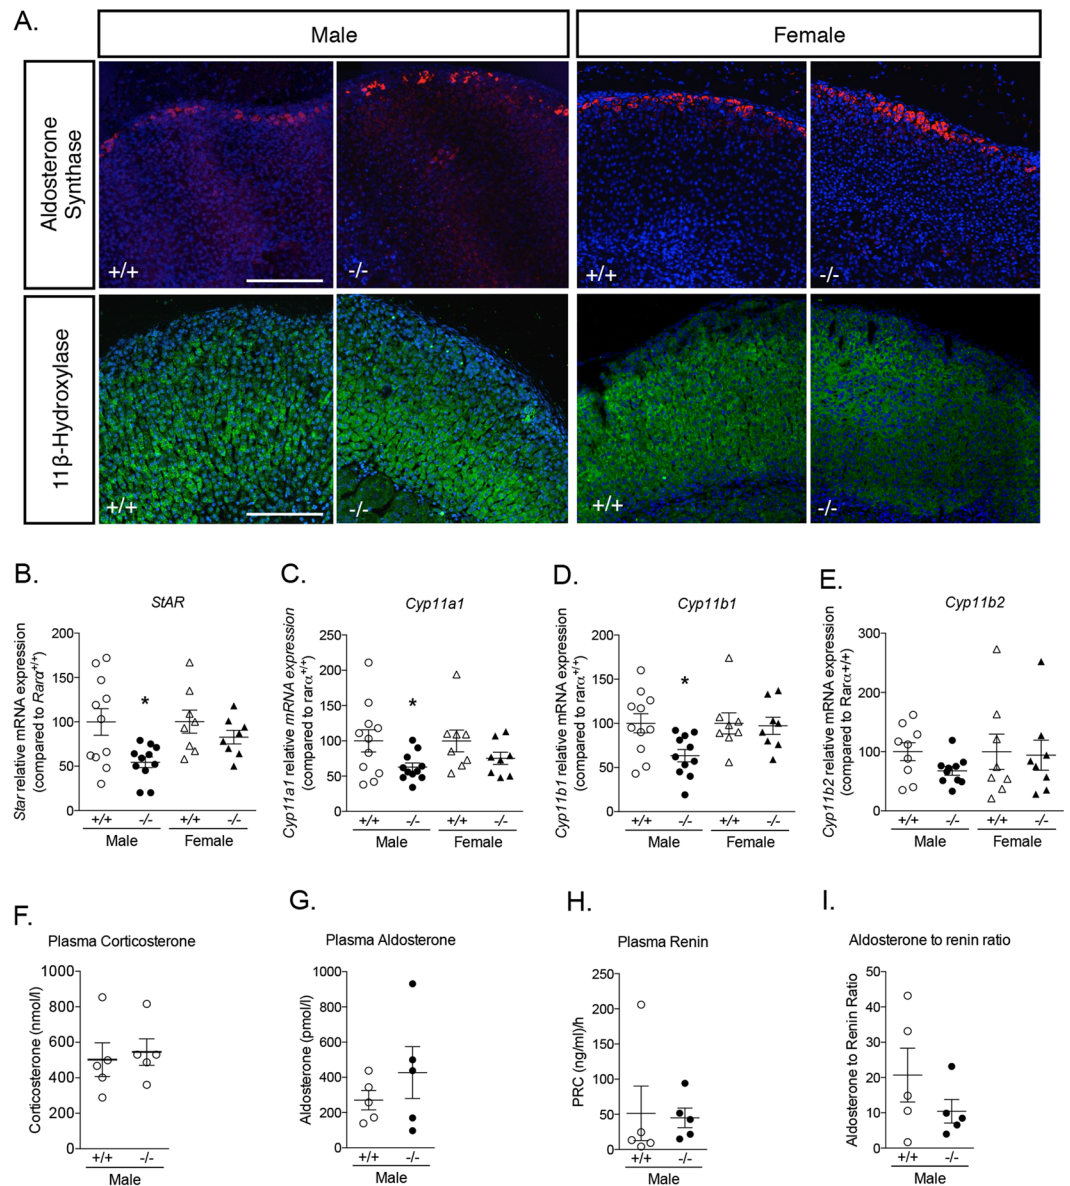 A.
Male
Female
Aldosterone
Synthase
+/+
-/-
+/+
-/-
11β-Hydroxylase
+/+
-/-
+/+
-/-
B.
StAR
Star relative mRNA expression
(compared to Rarα+/+)
200
150
100
50
0
*
+/+
-/-
+/+
-/-
Male
Female
C.
Cyp11a1
Cyp11a1 relative mRNA expression
(compared to rarα+/+)
250
200
150
100
50
0
*
+/+
-/-
+/+
-/-
Male
Female
D.
Cyp11b1
Cyp11b1 relative mRNA expression
(compared to rarα+/+)
200
150
100
50
0
*
+/+
-/-
+/+
-/-
Male
Female
E.
Cyp11b2
Cyp11b2 relative mRNA expression
(compared to Rarα+/+)
300
200
100
0
+/+
-/-
+/+
-/-
Male
Female
F.
Plasma Corticosterone
Corticosterone (nmol/l)
1000
800
600
400
200
0
+/+
-/-
Male
G.
Plasma Aldosterone
Aldosterone (pmol/l)
1000
800
600
400
200
0
+/+
-/-
Male
H.
Plasma Renin
PRC (ng/ml)/h
250
200
150
100
50
0
+/+
-/-
Male
I.
Aldosterone to renin ratio
Aldosterone to Renin Ratio
50
40
30
20
10
0
+/+
-/-
Male